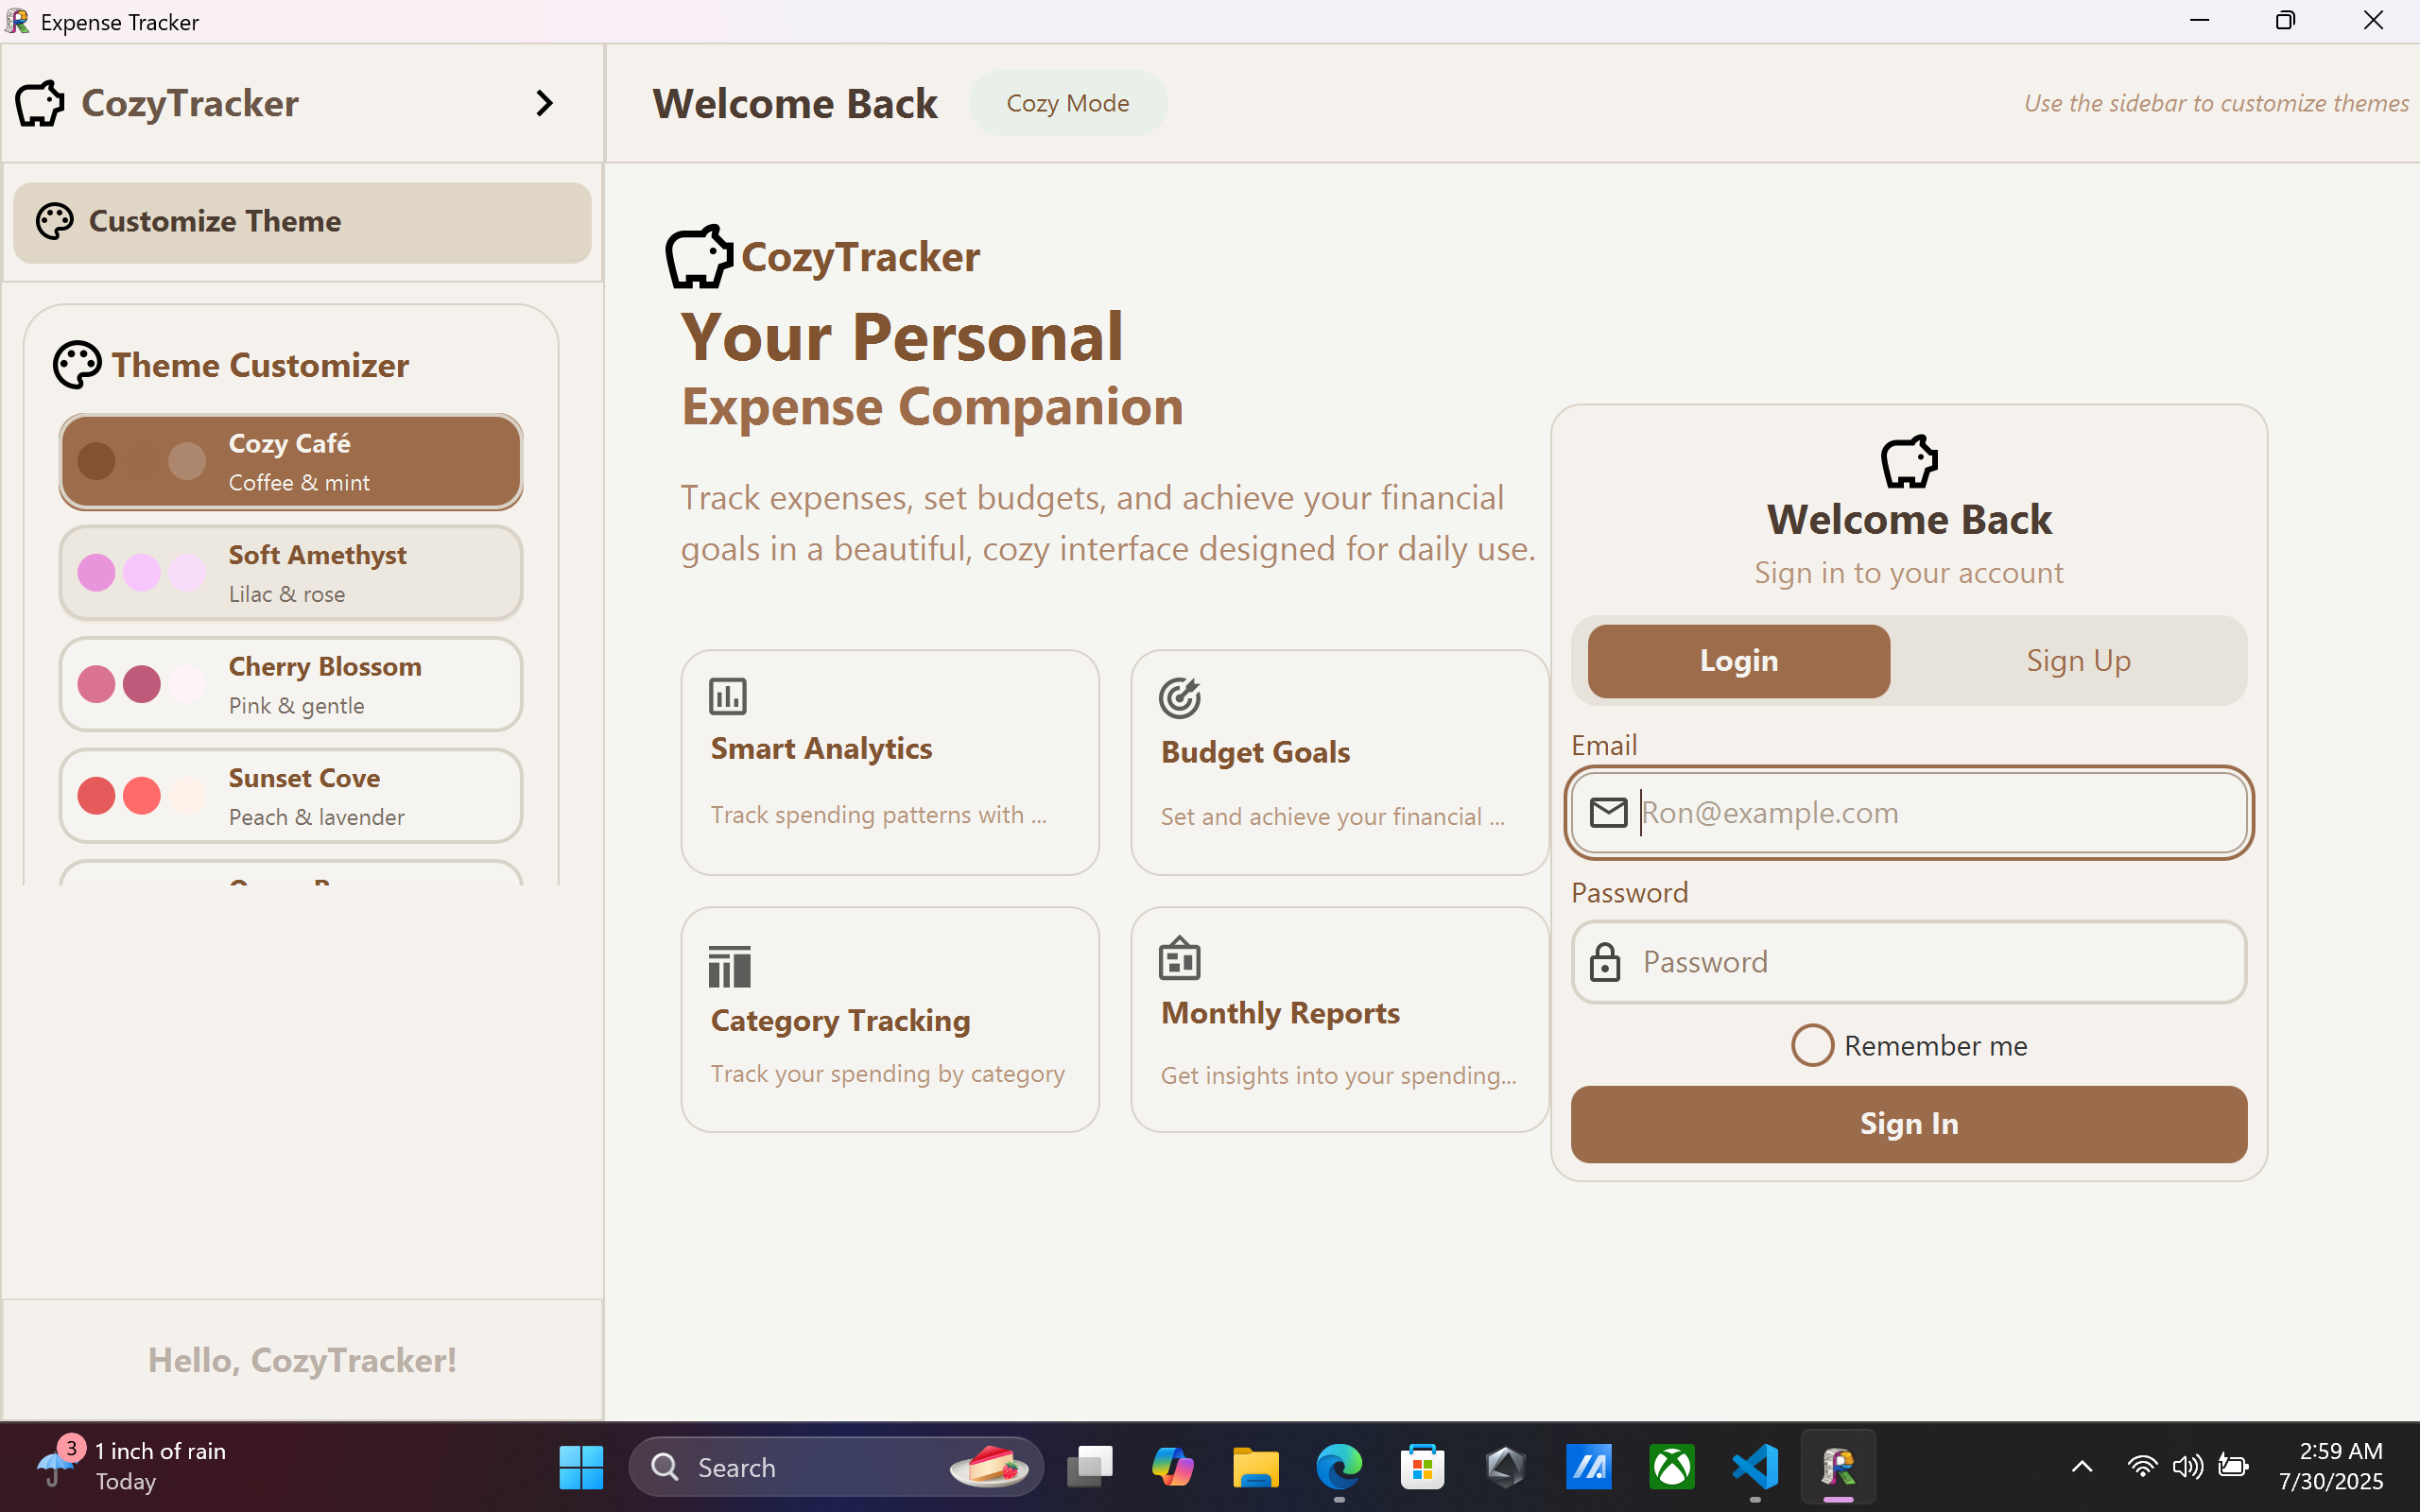 Expense Tracker
CozyTracker
Welcome Back
Cozy Mode
Use the sidebar to customize themes
Customize Theme
Theme Customizer
Cozy Café
Coffee & mint
Soft Amethyst
Lilac & rose
Cherry Blossom
Pink & gentle
Sunset Cove
Peach & lavender
Hello, CozyTracker!
CozyTracker
Your Personal
Expense Companion
Track expenses, set budgets, and achieve your financial
goals in a beautiful, cozy interface designed for daily use.
Smart Analytics
Track spending patterns with ...
Budget Goals
Set and achieve your financial ...
Category Tracking
Track your spending by category
Monthly Reports
Get insights into your spending...
Welcome Back
Sign in to your account
Login
Sign Up
Email
Ron@example.com
Password
Password
Remember me
Sign In
3
1 inch of rain
Today
Search
2:59 AM
7/30/2025